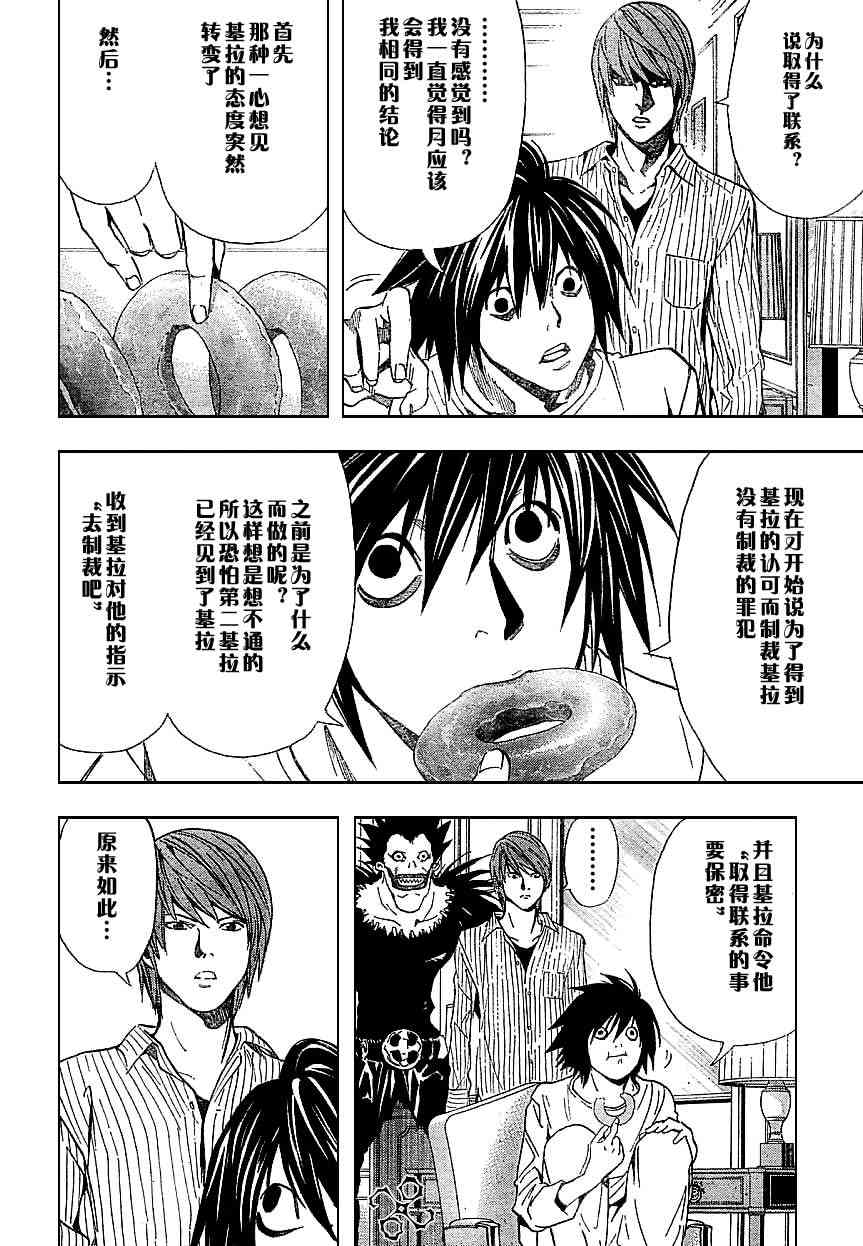 为什么
说取得了联系？
…………
没有感觉到吗？
我一直觉得月应该
会得到
我相同的结论
首先
那种一心想见
基拉的态度突然
转变了
然后…
现在才开始说为了得到
基拉的认可而制裁基拉
没有制裁的罪犯
之前是为了什么
而做的呢？
这样想是想不通的
所以恐怕第二基拉
已经见到了基拉
收到基拉对他的指示
“去制裁吧”
并且基拉命令他
“取得联系的事
要保密”
……
原来如此…